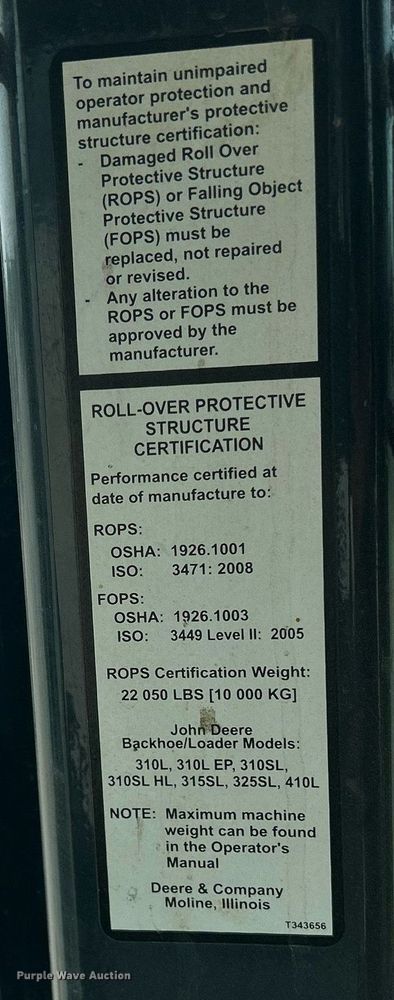 To maintain unimpaired
operator protection and
manufacturer's protective
structure certification:
- Damaged Roll Over
Protective Structure
(ROPS) or Falling Object
Protective Structure
(FOPS) must be
replaced, not repaired
or revised.
- Any alteration to the
ROPS or FOPS must be
approved by the
manufacturer.
ROLL-OVER PROTECTIVE
STRUCTURE
CERTIFICATION
Performance certified at
date of manufacture to:
ROPS:
OSHA: 1926.1001
ISO: 3471: 2008
FOPS:
OSHA: 1926.1003
ISO: 3449 Level II: 2005
ROPS Certification Weight:
22 050 LBS [10 000 KG]
John Deere
Backhoe/Loader Models:
310L, 310L EP, 310SL,
310SL HL, 315SL, 325SL, 410L
NOTE: Maximum machine
weight can be found
in the Operator's
Manual
Deere & Company
Moline, Illinois
T343656
Purple Wave Auction